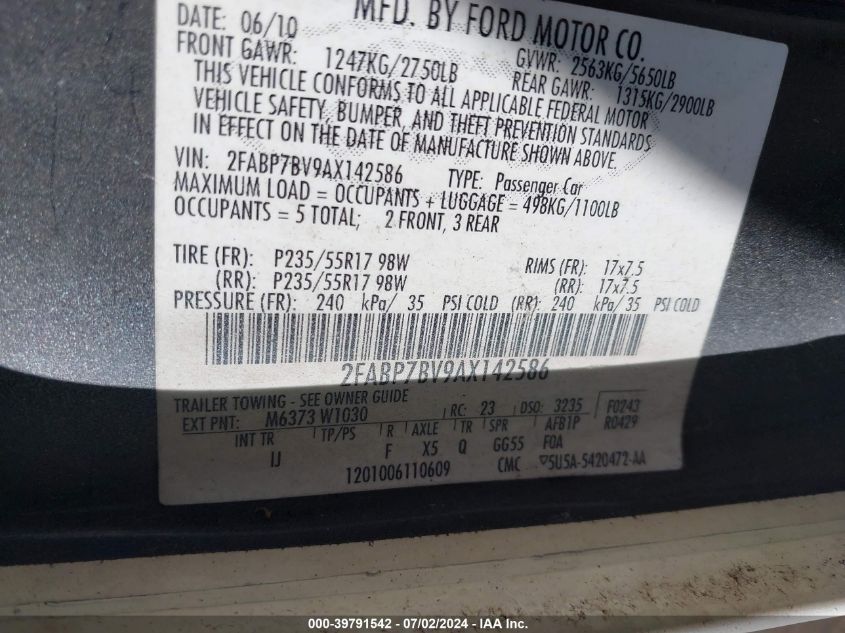 DATE: 06/10 MFD. BY FORD MOTOR CO.
FRONT GAWR: GVWR: 2563KG/5650LB
1247KG/2750LB REAR GAWR: 1315KG/2900LB
THIS VEHICLE CONFORMS TO ALL APPLICABLE FEDERAL MOTOR
VEHICLE SAFETY, BUMPER, AND THEFT PREVENTION STANDARDS
IN EFFECT ON THE DATE OF MANUFACTURE SHOWN ABOVE.
VIN: 2FABP7BV9AX142586 TYPE: Passenger Car
MAXIMUM LOAD = OCCUPANTS + LUGGAGE = 498KG/1100LB
OCCUPANTS = 5 TOTAL; 2 FRONT, 3 REAR
TIRE (FR): P235/55R17 98W RIMS (FR): 17x7.5
(RR): P235/55R17 98W (RR): 17x7.5
PRESSURE (FR): 240 kPa/ 35 PSI COLD (RR): 240 kPa/ 35 PSI COLD
2FABP7BV9AX142586
TRAILER TOWING - SEE OWNER GUIDE
EXT PNT: M6373 W1030 RC: 23 DSO: 3235 F0243
INT TR TP/PS R AXLE TR SPR AFB1P R0429
IJ F X5 Q GG55 F0A
1201006110609 CMC ▽5U5A-5420472-AA
000-39791542 - 07/02/2024 - IAA Inc.